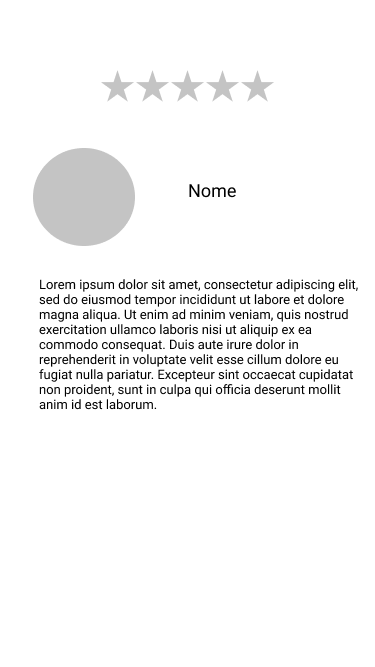 Nome
Lorem ipsum dolor sit amet, consectetur adipiscing elit,
sed do eiusmod tempor incididunt ut labore et dolore
magna aliqua. Ut enim ad minim veniam, quis nostrud
exercitation ullamco laboris nisi ut aliquip ex ea
commodo consequat. Duis aute irure dolor in
reprehenderit in voluptate velit esse cillum dolore eu
fugiat nulla pariatur. Excepteur sint occaecat cupidatat
non proident, sunt in culpa qui officia deserunt mollit
anim id est laborum.